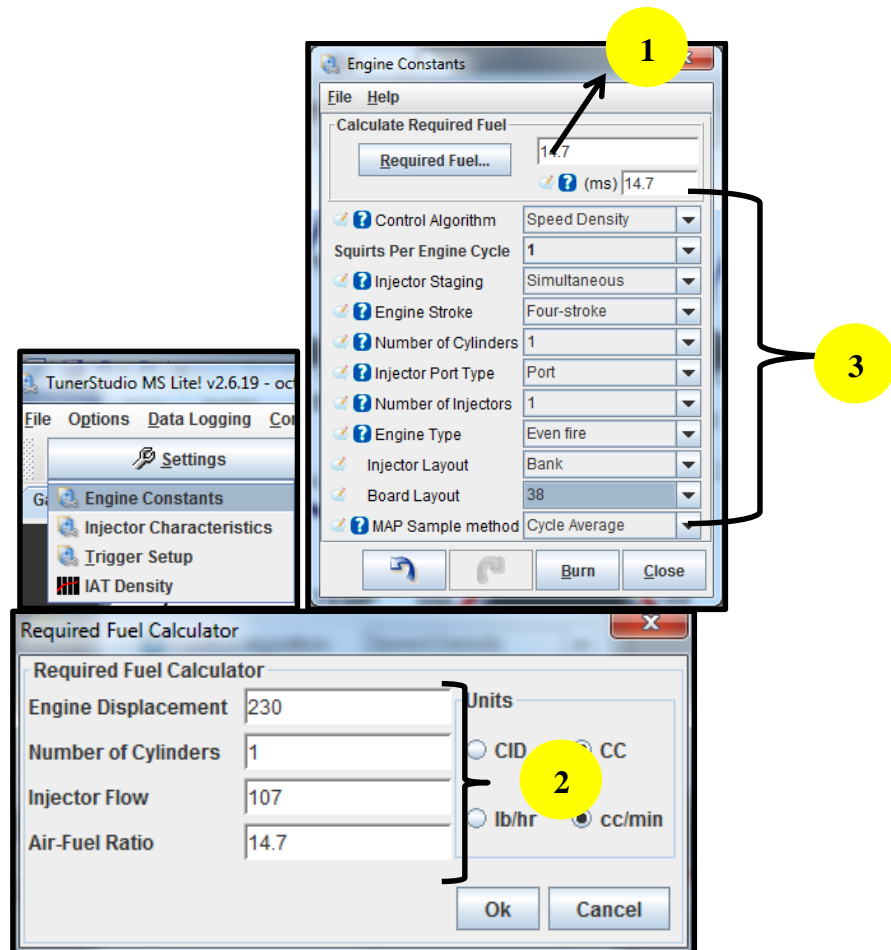 1
Engine Constants
File Help
Calculate Required Fuel
Required Fuel... 14.7
(ms) 14.7
Control Algorithm Speed Density
Squirts Per Engine Cycle 1
Injector Staging Simultaneous
Engine Stroke Four-stroke
Number of Cylinders 1
Injector Port Type Port
Number of Injectors 1
Engine Type Even fire
Injector Layout Bank
Board Layout 38
MAP Sample method Cycle Average
Burn Close
3
TunerStudio MS Lite! v2.6.19 -
File Options Data Logging
Settings
Engine Constants
Injector Characteristics
Trigger Setup
IAT Density
Required Fuel Calculator
Required Fuel Calculator
Engine Displacement 230
Number of Cylinders 1
Injector Flow 107
Air-Fuel Ratio 14.7
Units
CID CC
2
lb/hr cc/min
Ok Cancel